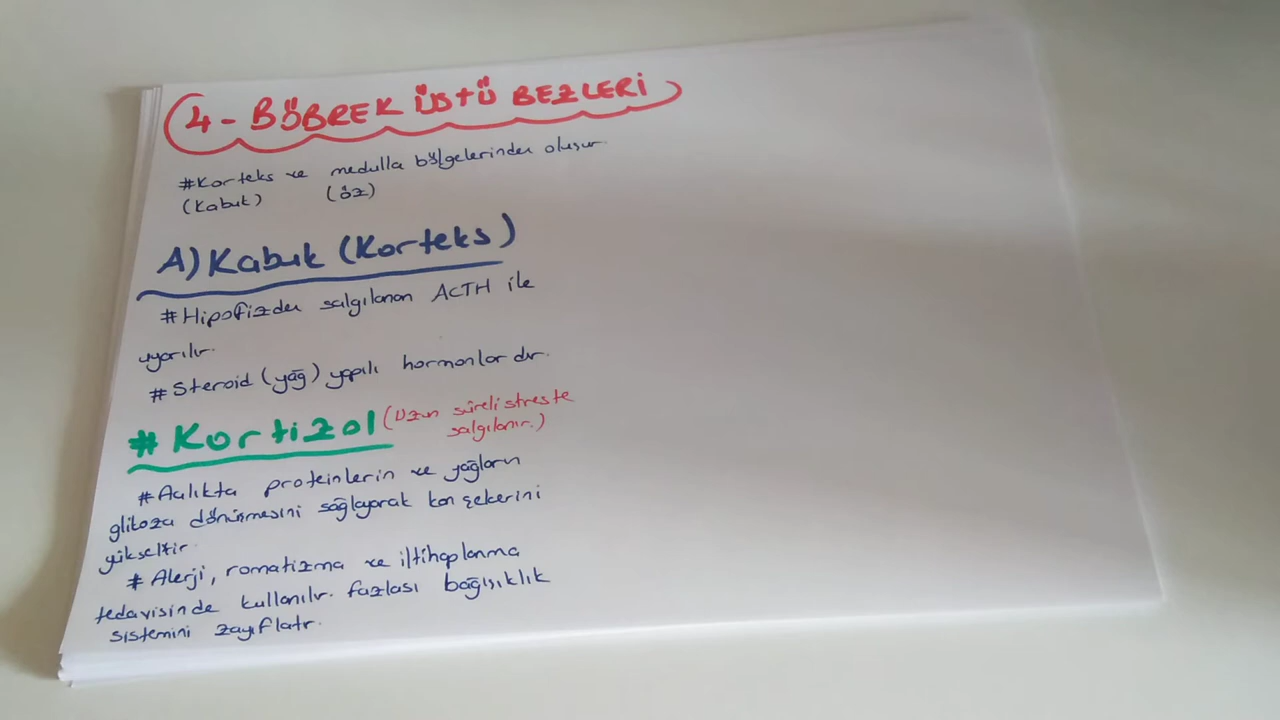 4- BÖBREK ÜSTÜ BEZLERİ
#Korteks ve medulla bölgelerinden oluşur.
(Kabuk) (öz)
A) Kabuk (Korteks)
#Hipofizden salgılanan ACTH ile
uyarılır.
#Steroid (yağ) yapılı hormonlardır.
#Kortizol (Uzun süreli streste
salgılanır.)
#Açlıkta proteinlerin ve yağların
glikoza dönüşmesini sağlayarak kan şekerini
yükseltir.
#Alerji, romatizma ve iltihaplanma
tedavisinde kullanılır. fazlası bağışıklık
sistemini zayıflatır.